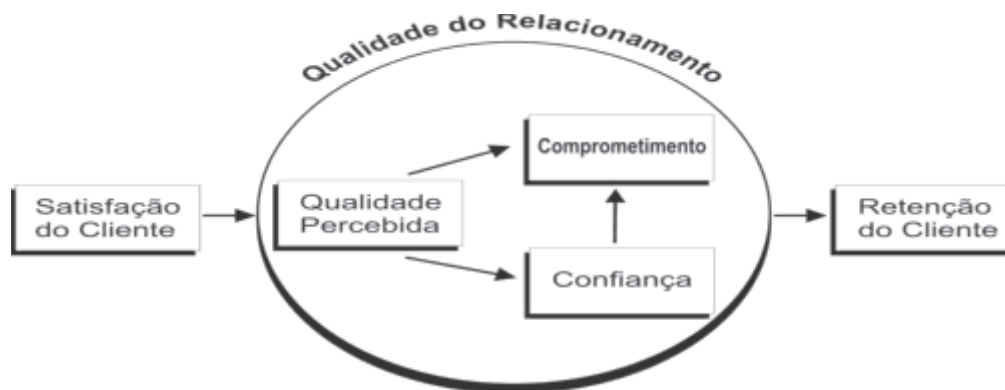 Qualidade do Relacionamento
Comprometimento
Satisfação
do Cliente
Qualidade
Percebida
Retenção
do Cliente
Confiança